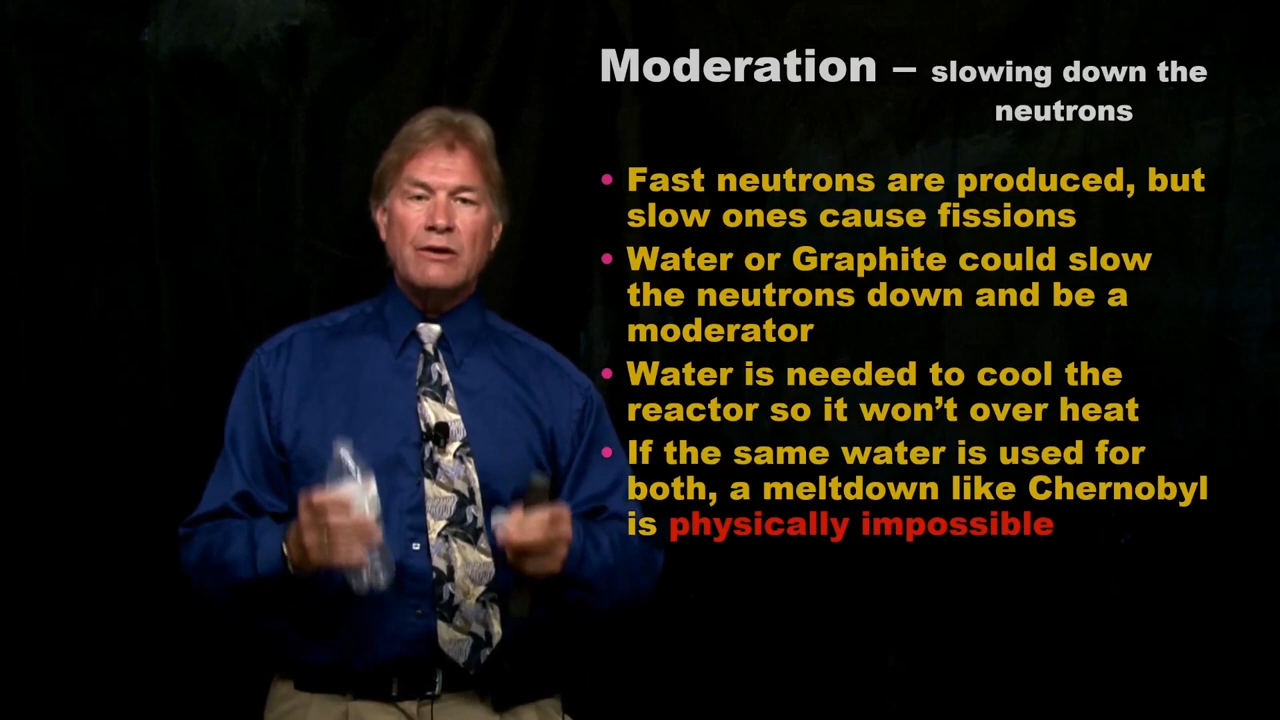 Moderation – slowing down the
neutrons
• Fast neutrons are produced, but
slow ones cause fissions
• Water or Graphite could slow
the neutrons down and be a
moderator
• Water is needed to cool the
reactor so it won’t over heat
• If the same water is used for
both, a meltdown like Chernobyl
is physically impossible